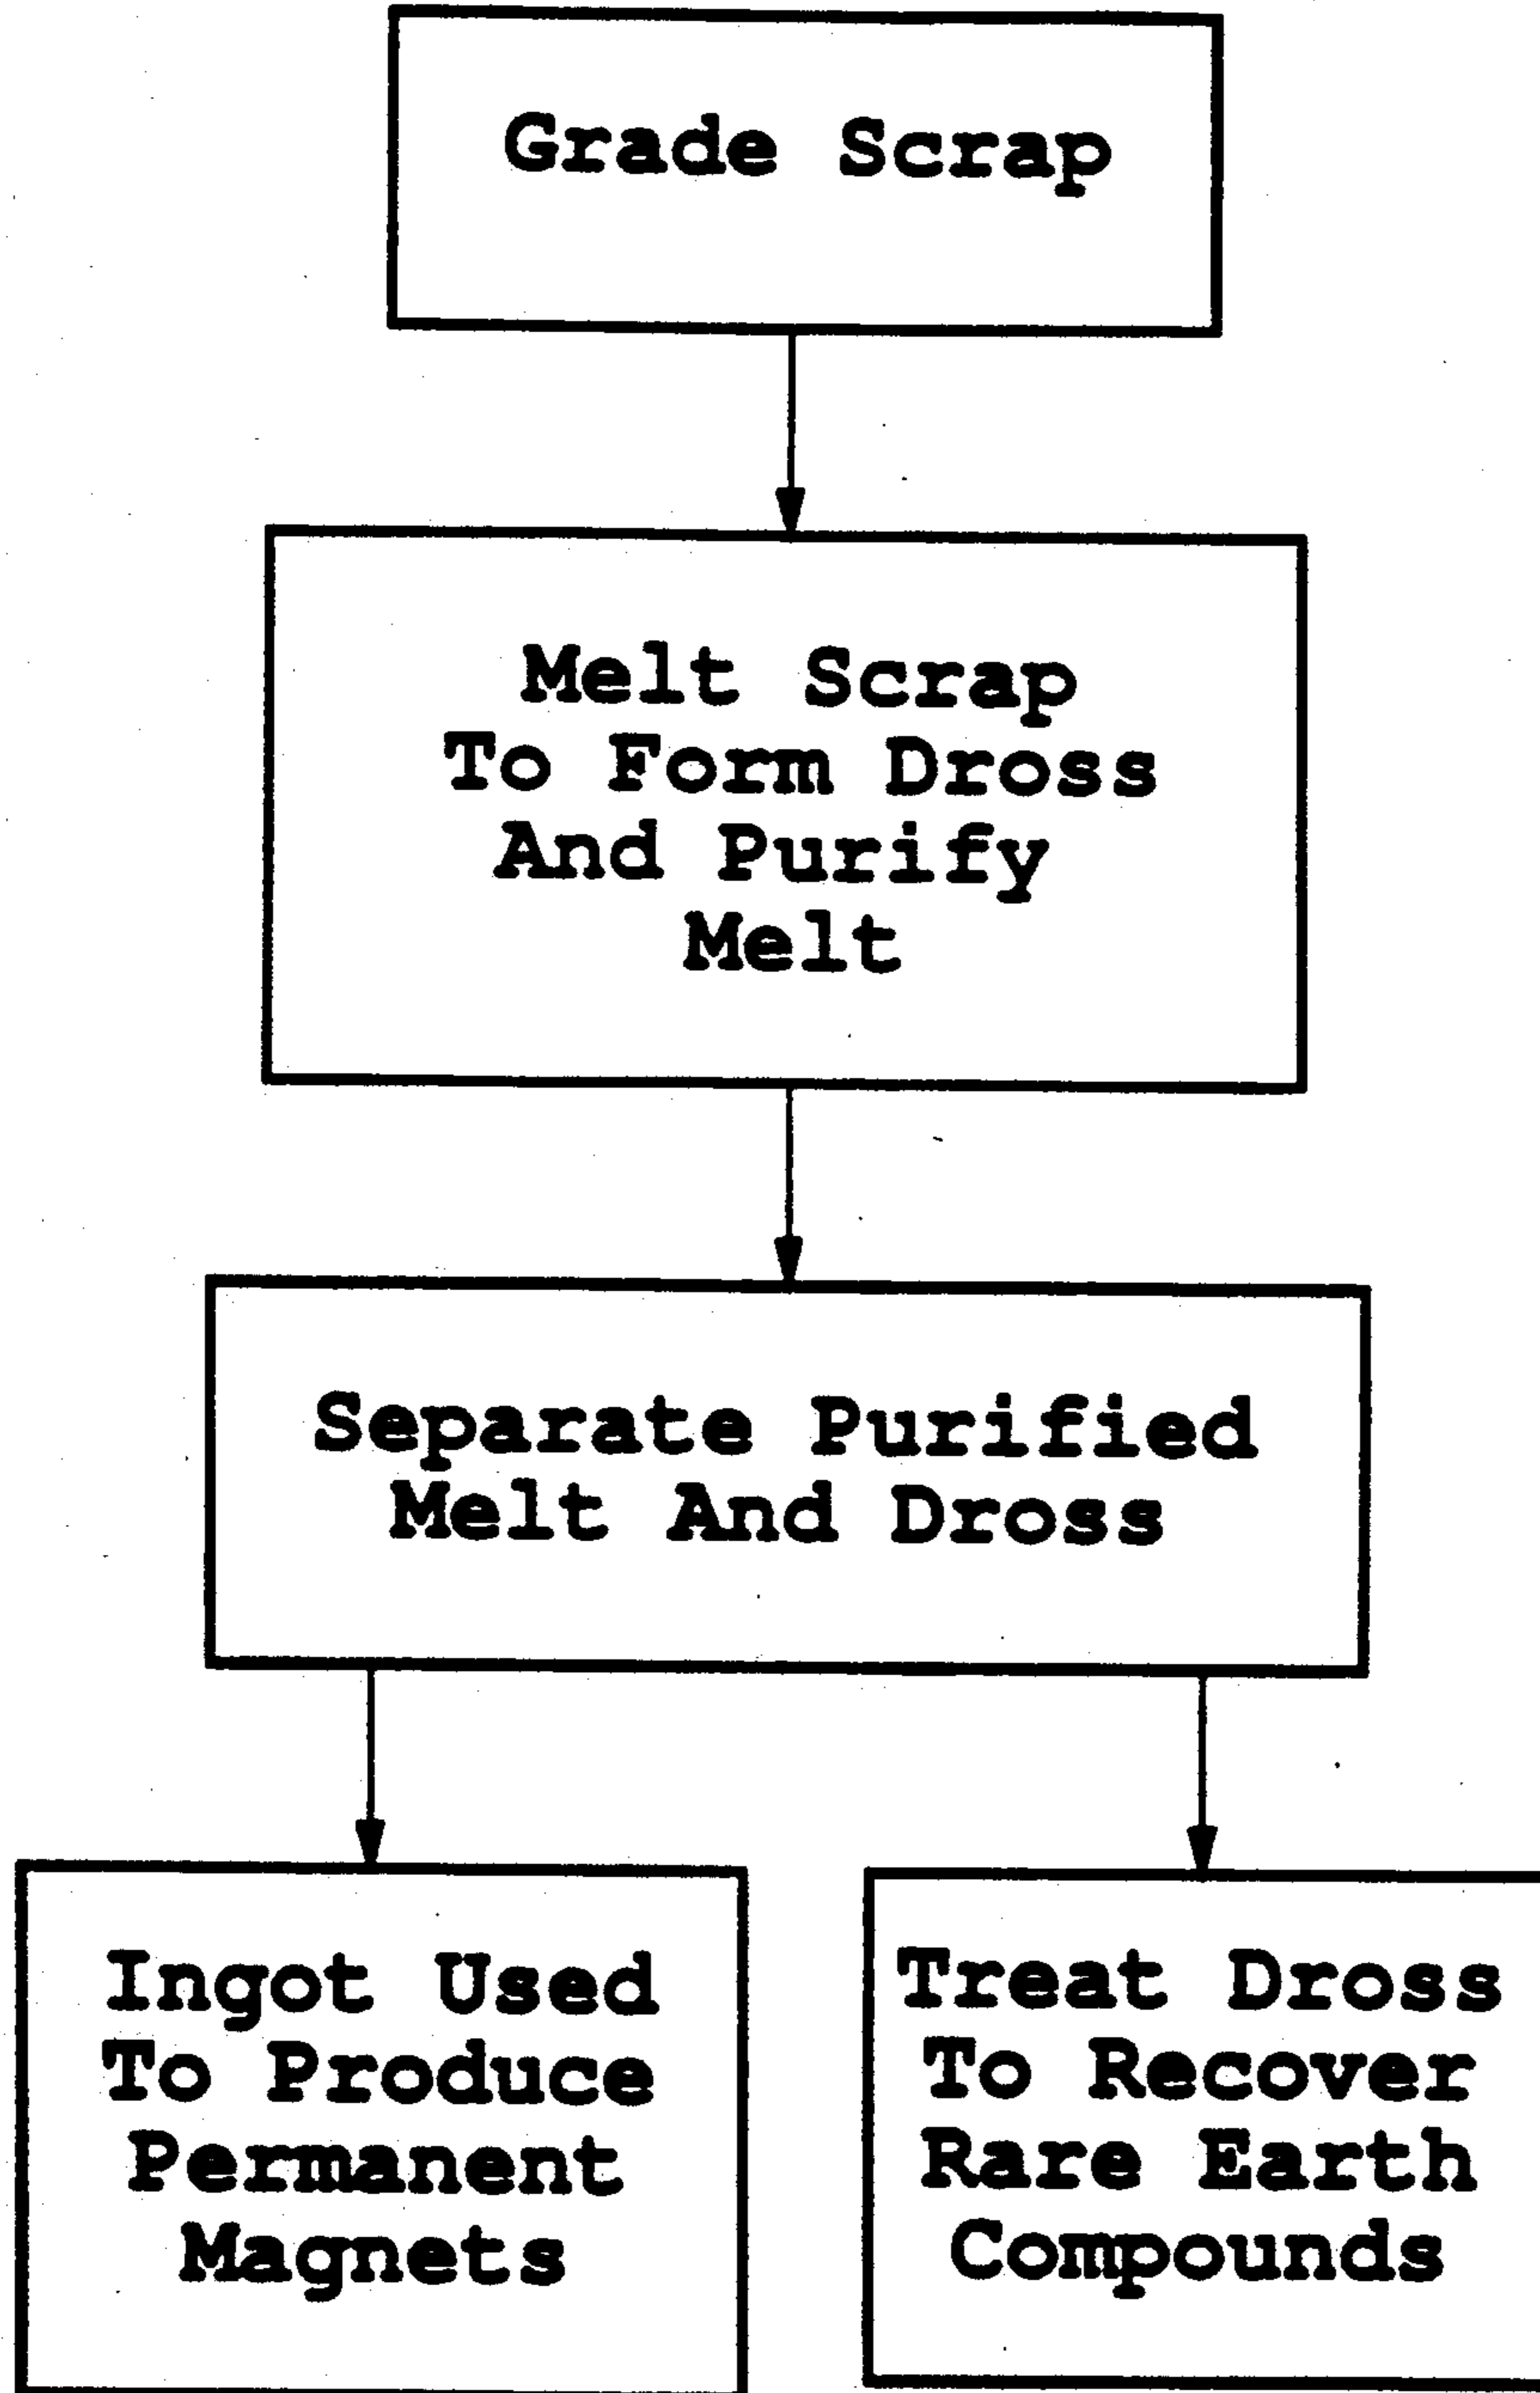 Grade Scrap
Melt Scrap
To Form Dross
And Purify
Melt
Separate Purified
Melt And Dross
Ingot Used
To Produce
Permanent
Magnets
Treat Dross
To Recover
Rare Earth
Compounds